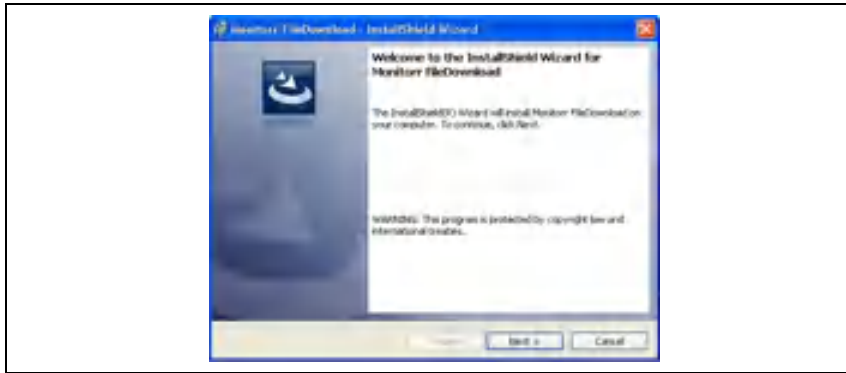 Monitorr FileDownload - InstallShield Wizard
Welcome to the InstallShield Wizard for
Monitorr FileDownload
The InstallShield(R) Wizard will install Monitorr FileDownload on
your computer. To continue, click Next.
WARNING: This program is protected by copyright law and
international treaties.
Next >
Cancel